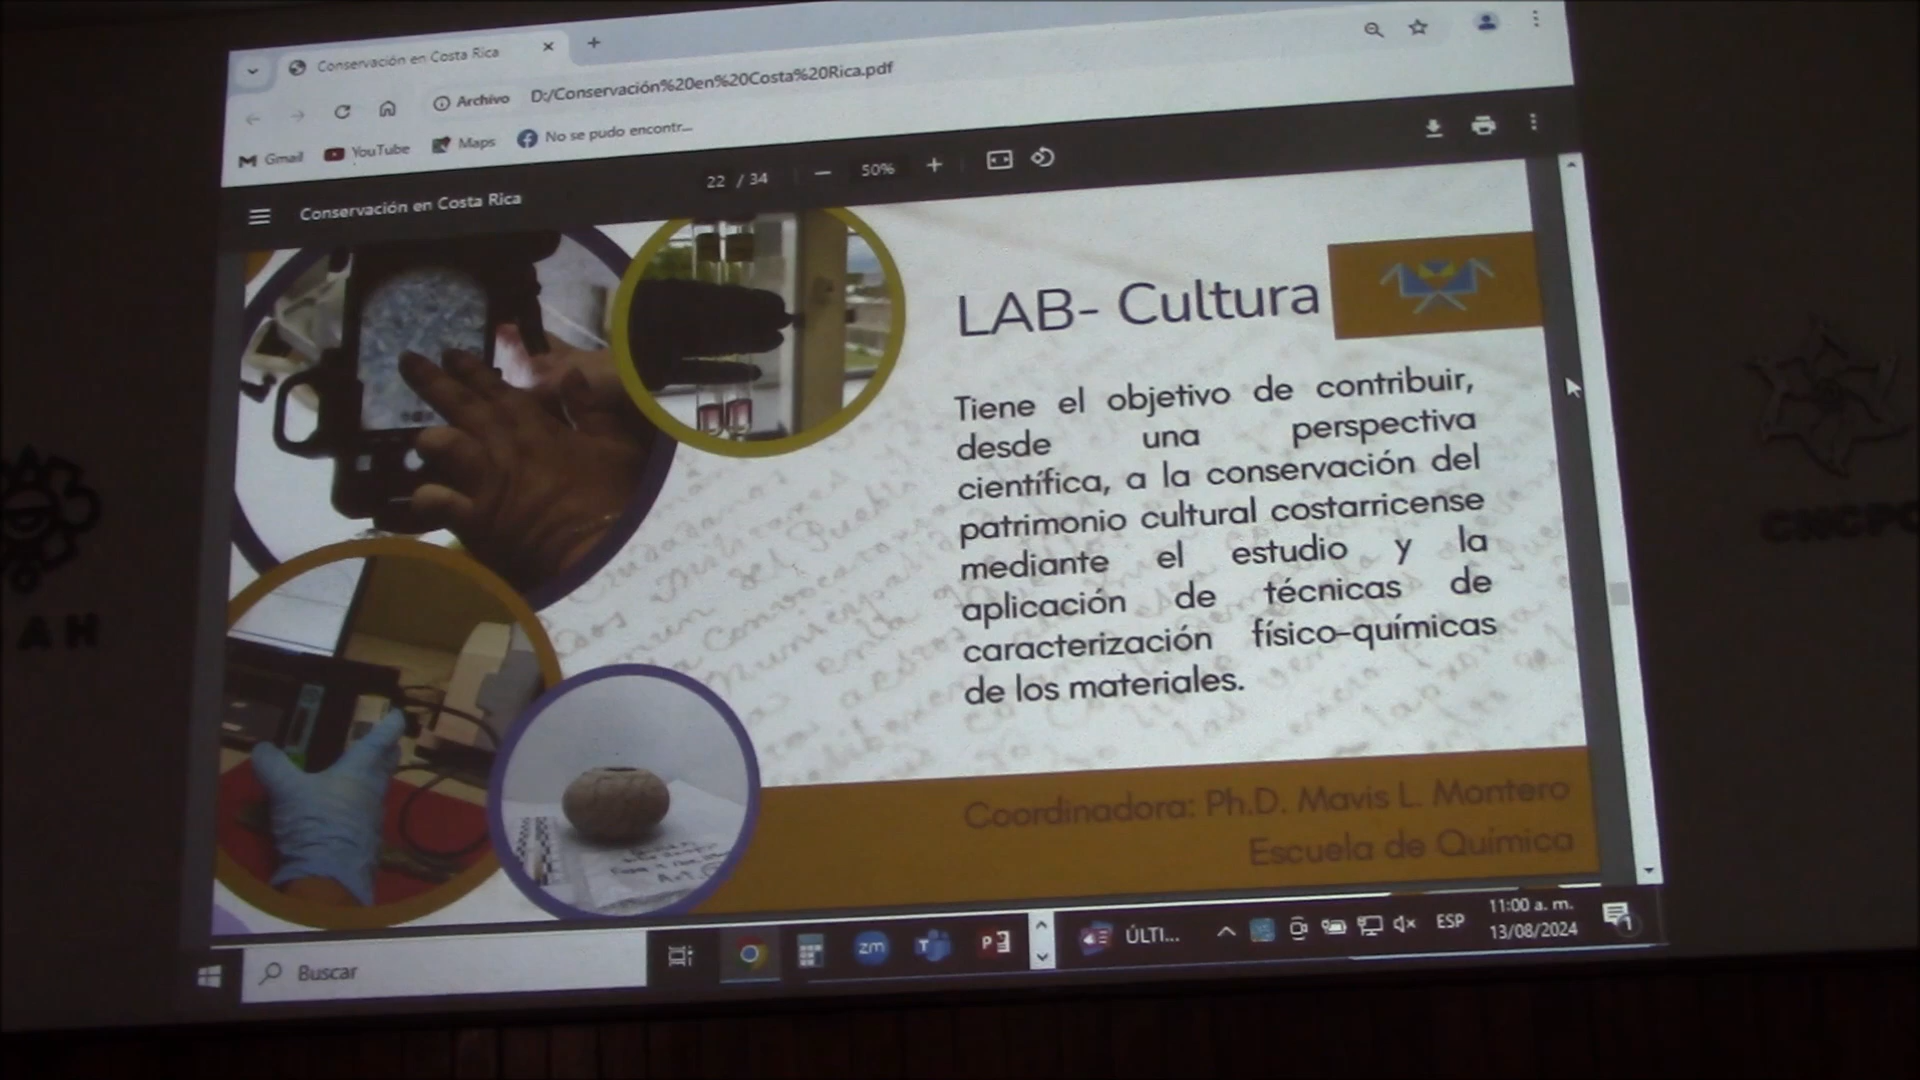 Conservación en Costa Rica
Archivo D:/Conservación%20en%20Costa%20Rica.pdf
Gmail YouTube Maps No se pudo encontr...
Conservación en Costa Rica 22 / 34 50%
LAB- Cultura
Tiene el objetivo de contribuir,
desde una perspectiva
científica, a la conservación del
patrimonio cultural costarricense
mediante el estudio y la
aplicación de técnicas de
caracterización físico-químicas
de los materiales.
Coordinadora: Ph.D. Mavis L. Montero
Escuela de Química
Buscar
zm
ÚLTI...
ESP
11:00 a. m.
13/08/2024
1
AH